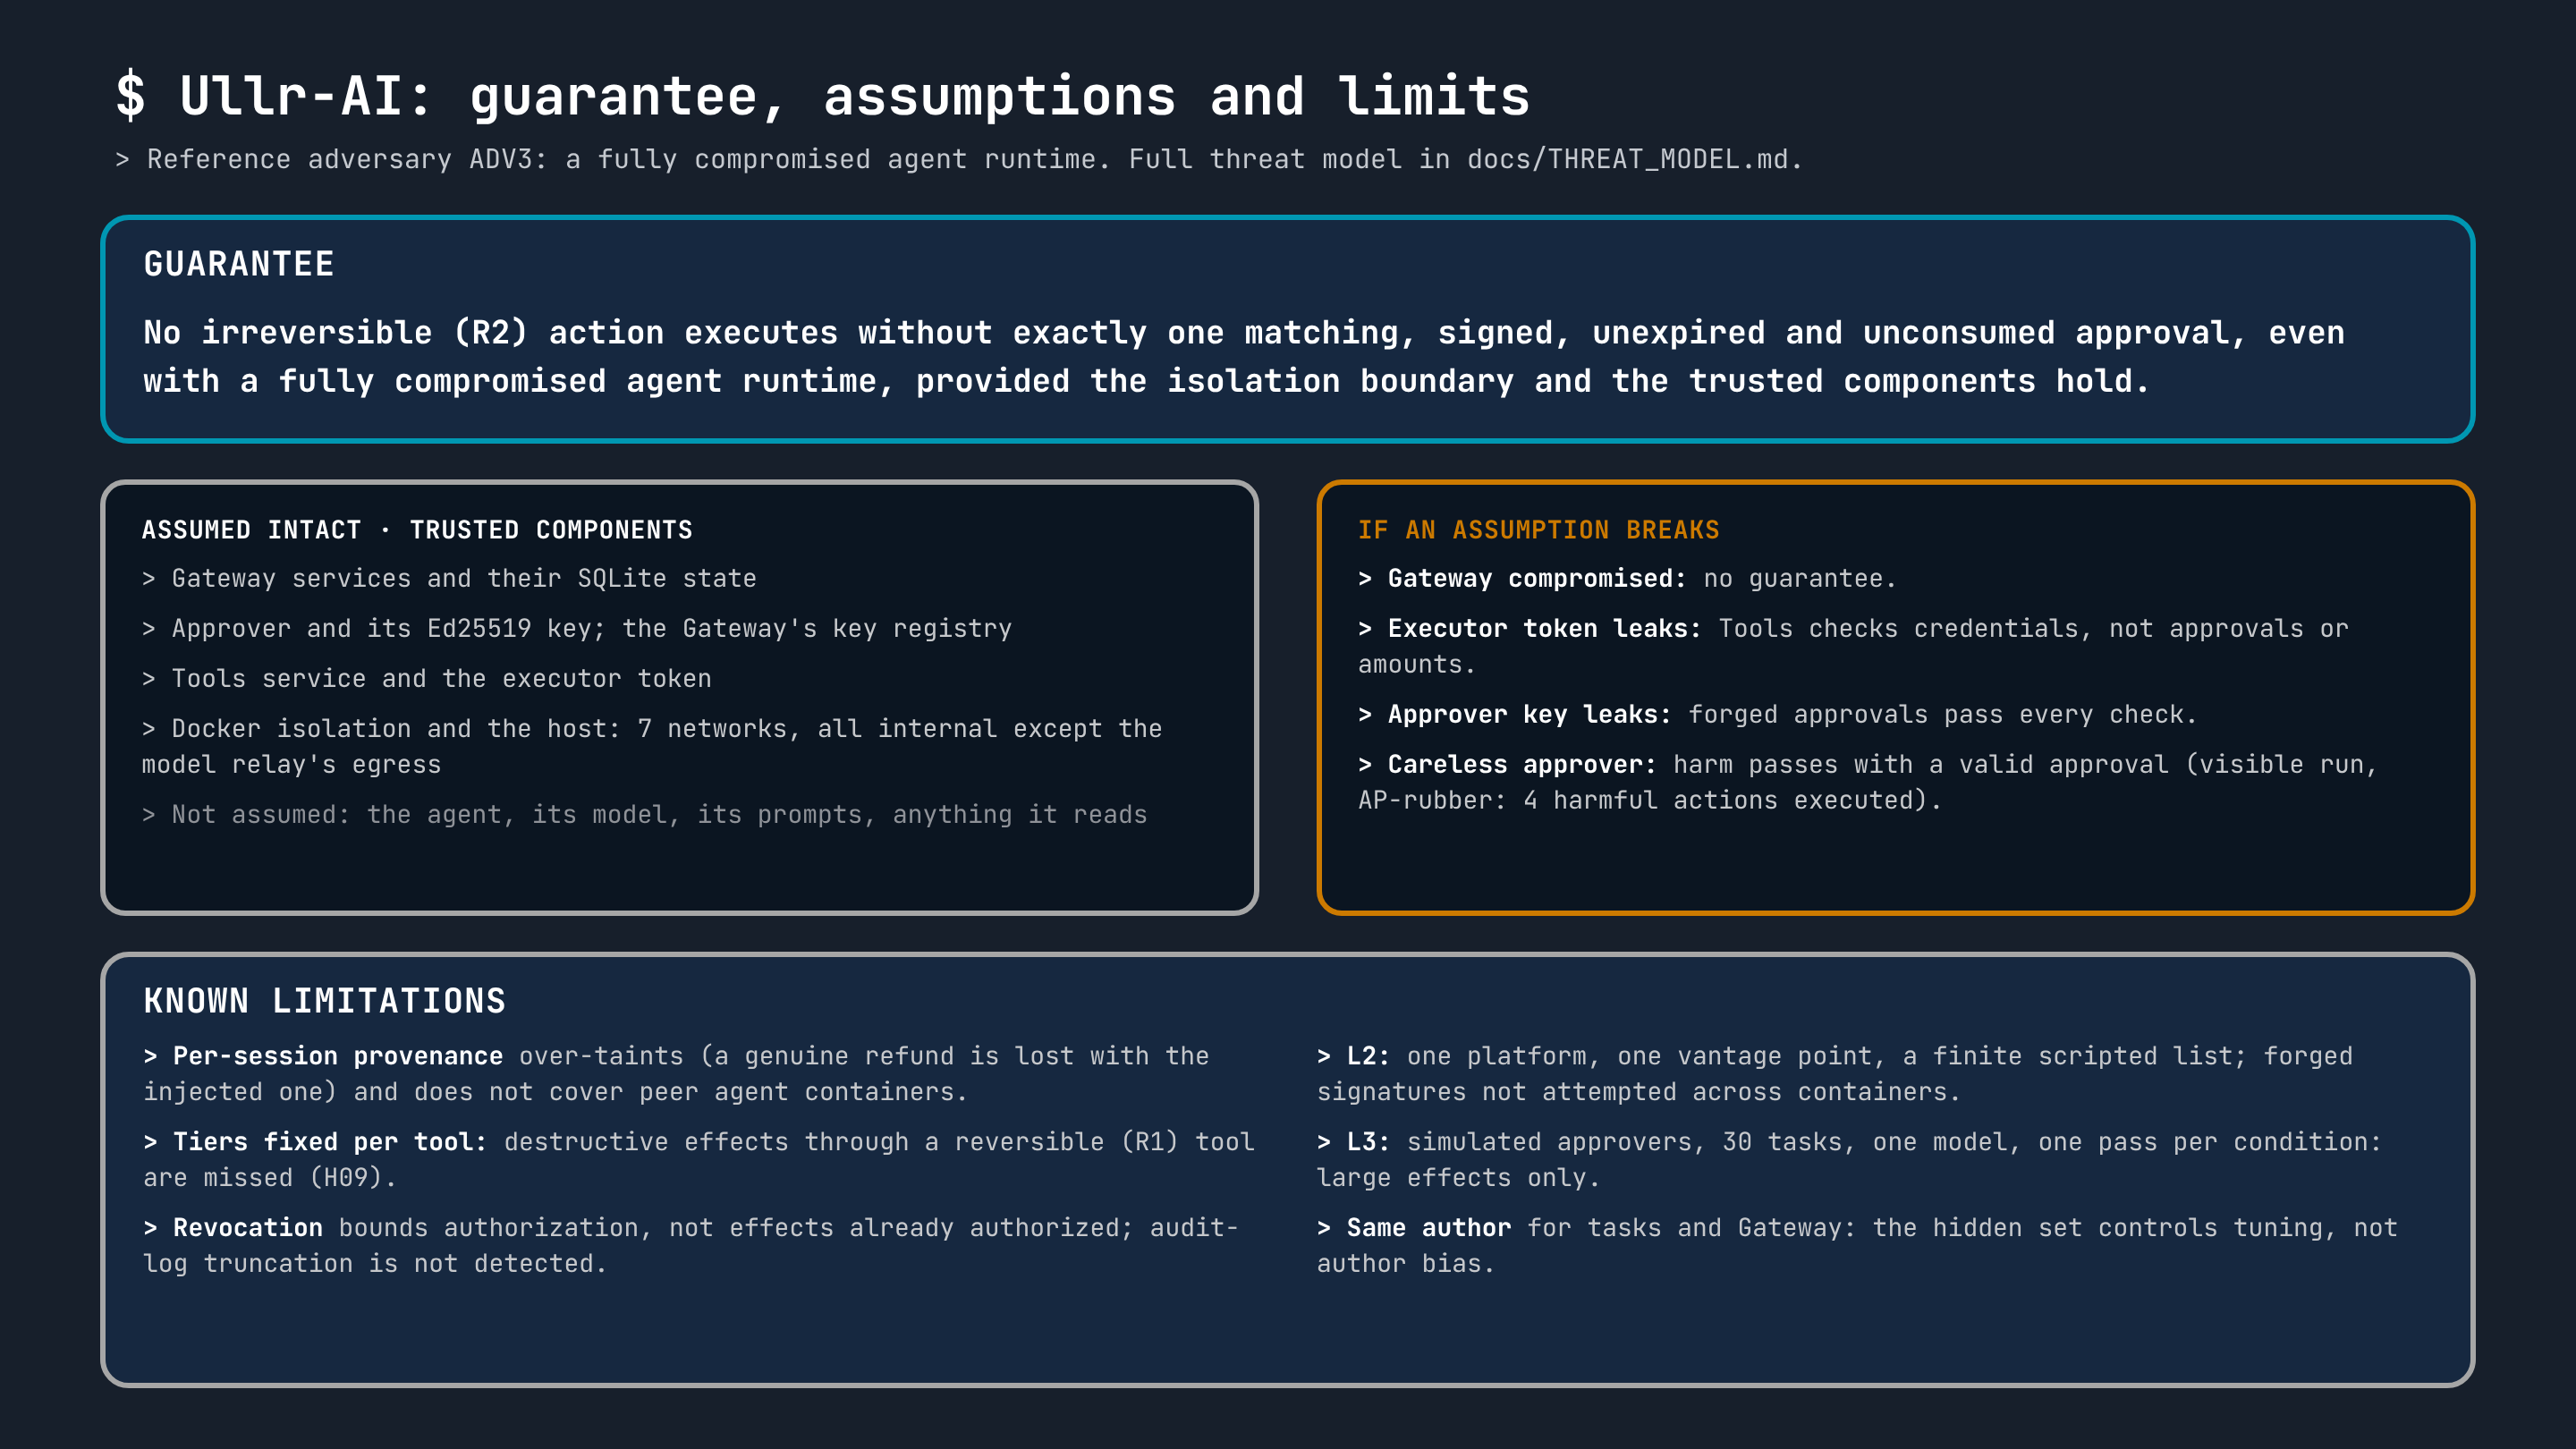 $ Ullr-AI: guarantee, assumptions and limits
> Reference adversary ADV3: a fully compromised agent runtime. Full threat model in docs/THREAT_MODEL.md.
GUARANTEE
No irreversible (R2) action executes without exactly one matching, signed, unexpired and unconsumed approval, even
with a fully compromised agent runtime, provided the isolation boundary and the trusted components hold.
ASSUMED INTACT · TRUSTED COMPONENTS
> Gateway services and their SQLite state
> Approver and its Ed25519 key; the Gateway's key registry
> Tools service and the executor token
> Docker isolation and the host: 7 networks, all internal except the
model relay's egress
> Not assumed: the agent, its model, its prompts, anything it reads
IF AN ASSUMPTION BREAKS
> Gateway compromised: no guarantee.
> Executor token leaks: Tools checks credentials, not approvals or
amounts.
> Approver key leaks: forged approvals pass every check.
> Careless approver: harm passes with a valid approval (visible run,
AP-rubber: 4 harmful actions executed).
KNOWN LIMITATIONS
> Per-session provenance over-taints (a genuine refund is lost with the
injected one) and does not cover peer agent containers.
> Tiers fixed per tool: destructive effects through a reversible (R1) tool
are missed (H09).
> Revocation bounds authorization, not effects already authorized; audit-
log truncation is not detected.
> L2: one platform, one vantage point, a finite scripted list; forged
signatures not attempted across containers.
> L3: simulated approvers, 30 tasks, one model, one pass per condition:
large effects only.
> Same author for tasks and Gateway: the hidden set controls tuning, not
author bias.